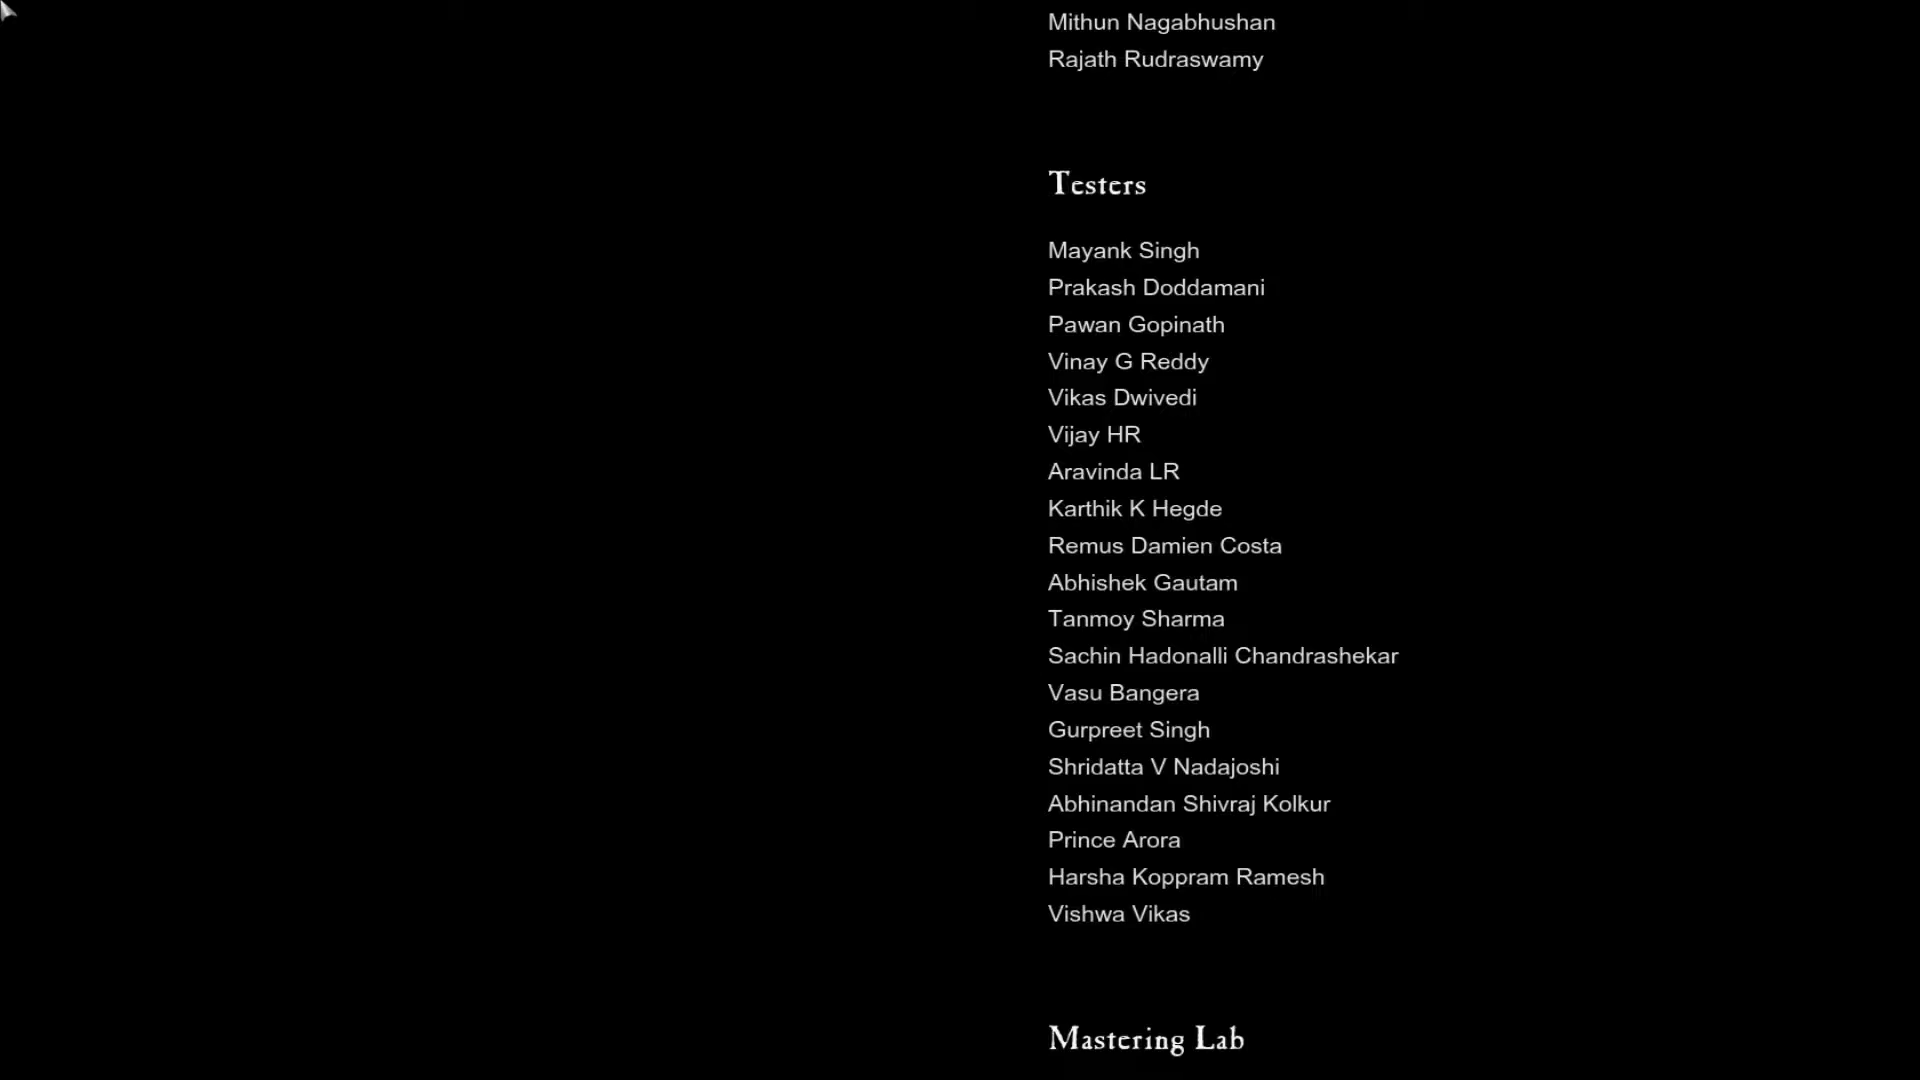 Mithun Nagabhushan
Rajath Rudraswamy
Testers
Mayank Singh
Prakash Doddamani
Pawan Gopinath
Vinay G Reddy
Vikas Dwivedi
Vijay HR
Aravinda LR
Karthik K Hegde
Remus Damien Costa
Abhishek Gautam
Tanmoy Sharma
Sachin Hadonalli Chandrashekar
Vasu Bangera
Gurpreet Singh
Shridatta V Nadajoshi
Abhinandan Shivraj Kolkur
Prince Arora
Harsha Koppram Ramesh
Vishwa Vikas
Mastering Lab